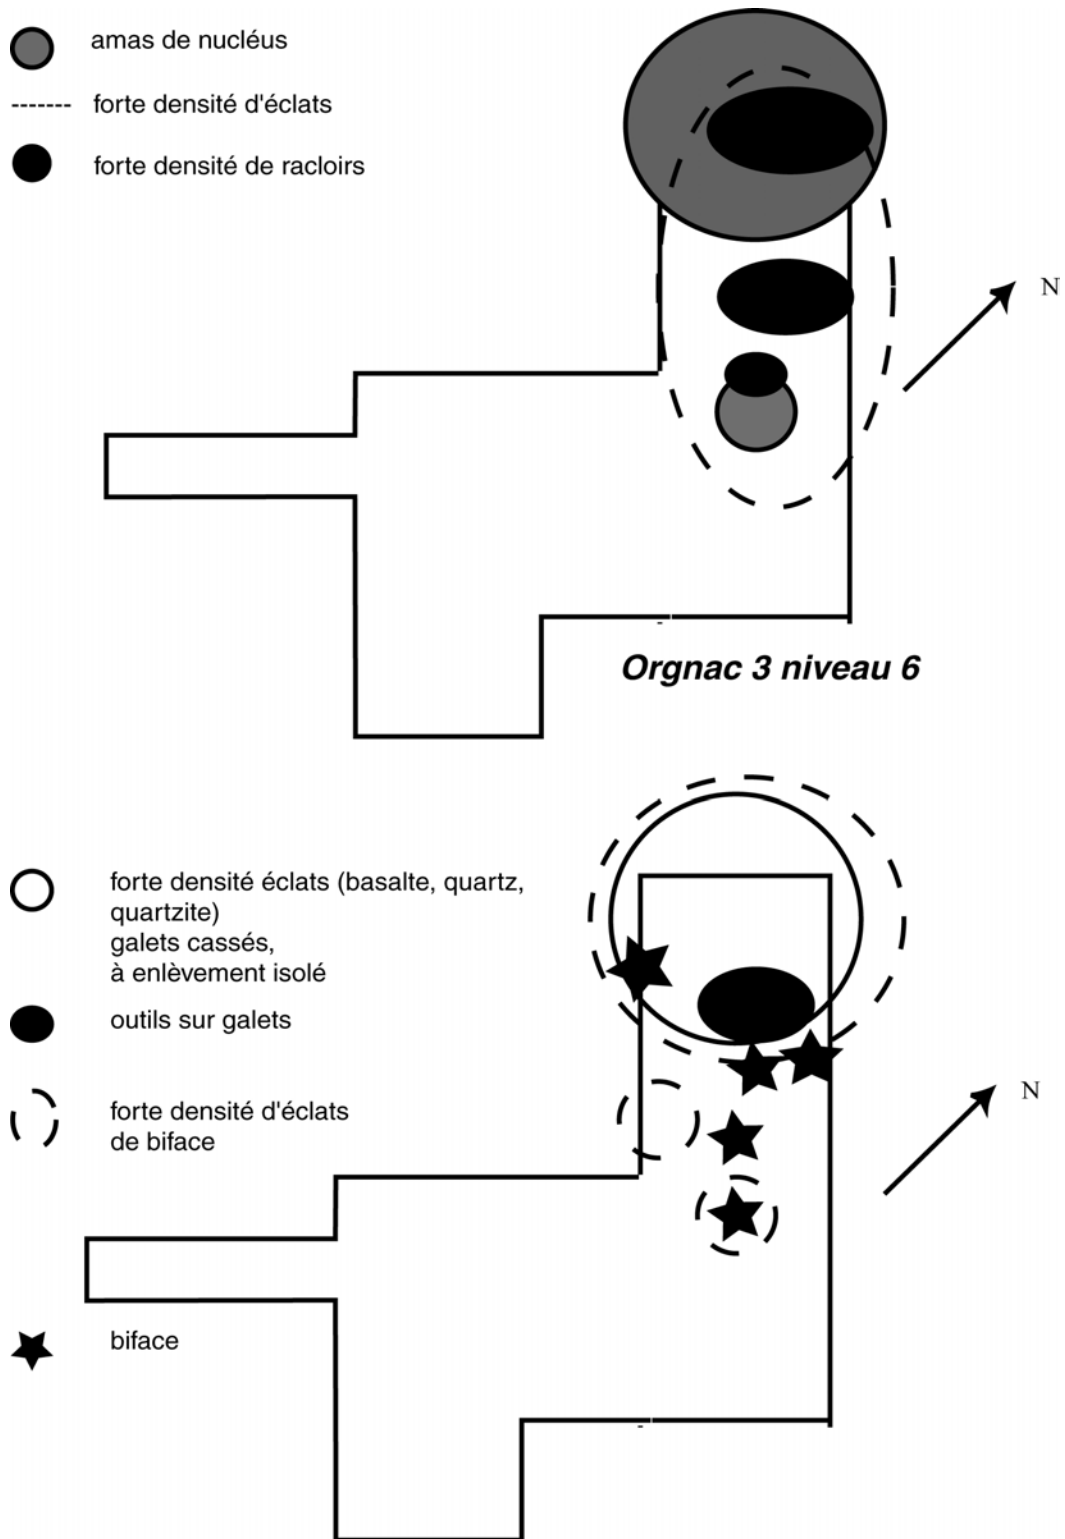 amas de nucléus
forte densité d'éclats
forte densité de racloirs
N
Orgnac 3 niveau 6
forte densité éclats (basalte, quartz,
quartzite)
galets cassés,
à enlèvement isolé
outils sur galets
N
forte densité d'éclats
de biface
biface